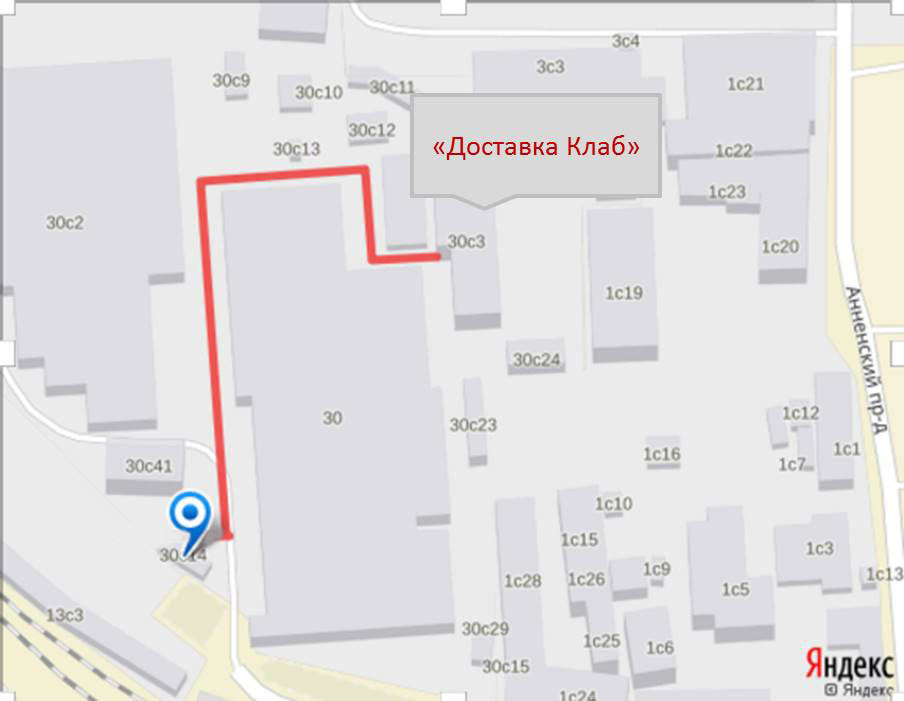 3с4
3с3
30с9
30с11
1с21
30с10
30с12
«Доставка Клаб»
30с13
1с22
1с23
30с2
30с3
1с20
1с19
Анненский пр-д
30с24
30
30с23
1с12
1с1
1с16
1с7
30с41
1с10
1с15
1с3
30с14
1с9
1с13
1с28
1с26
1с5
13с3
30с29
1с25
1с6
30с15
Яндекс
© Яндекс
1с24